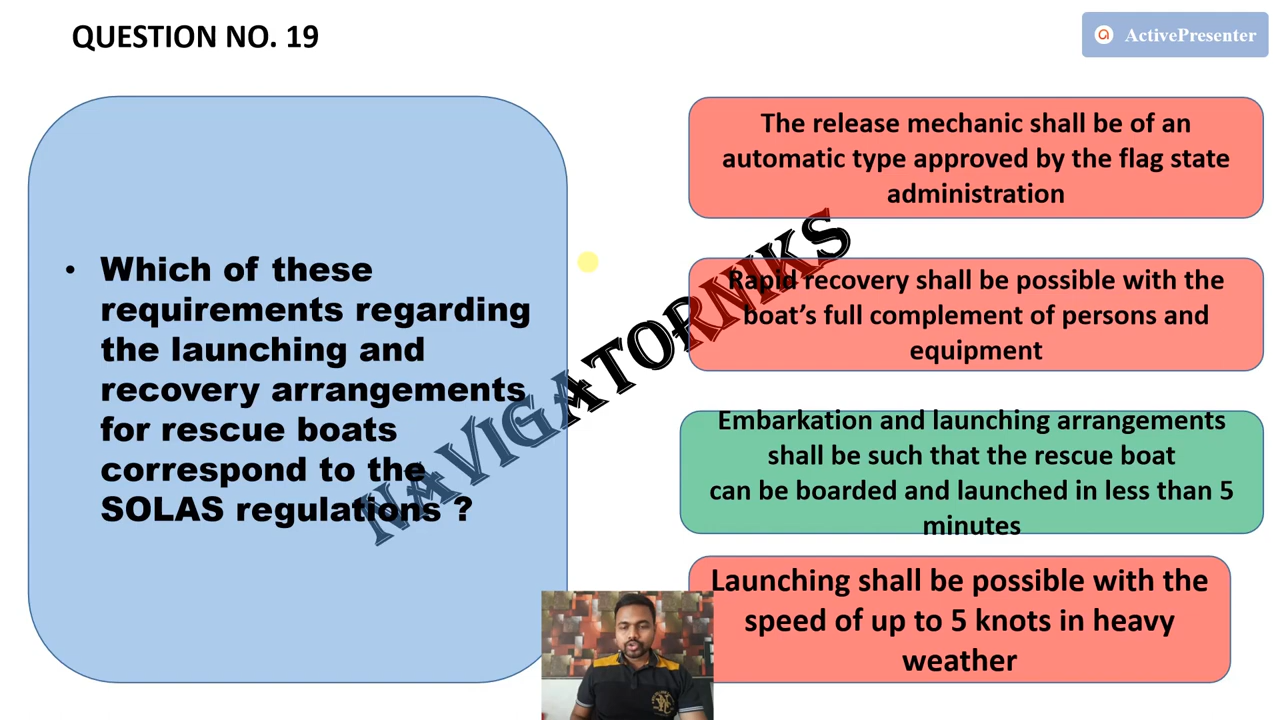 QUESTION NO. 19
ActivePresenter
• Which of these
requirements regarding
the launching and
recovery arrangements
for rescue boats
correspond to the
SOLAS regulations ?
The release mechanic shall be of an
automatic type approved by the flag state
administration
Rapid recovery shall be possible with the
boat's full complement of persons and
equipment
Embarkation and launching arrangements
shall be such that the rescue boat
can be boarded and launched in less than 5
minutes
Launching shall be possible with the
speed of up to 5 knots in heavy
weather
NAVIGATORNIKS